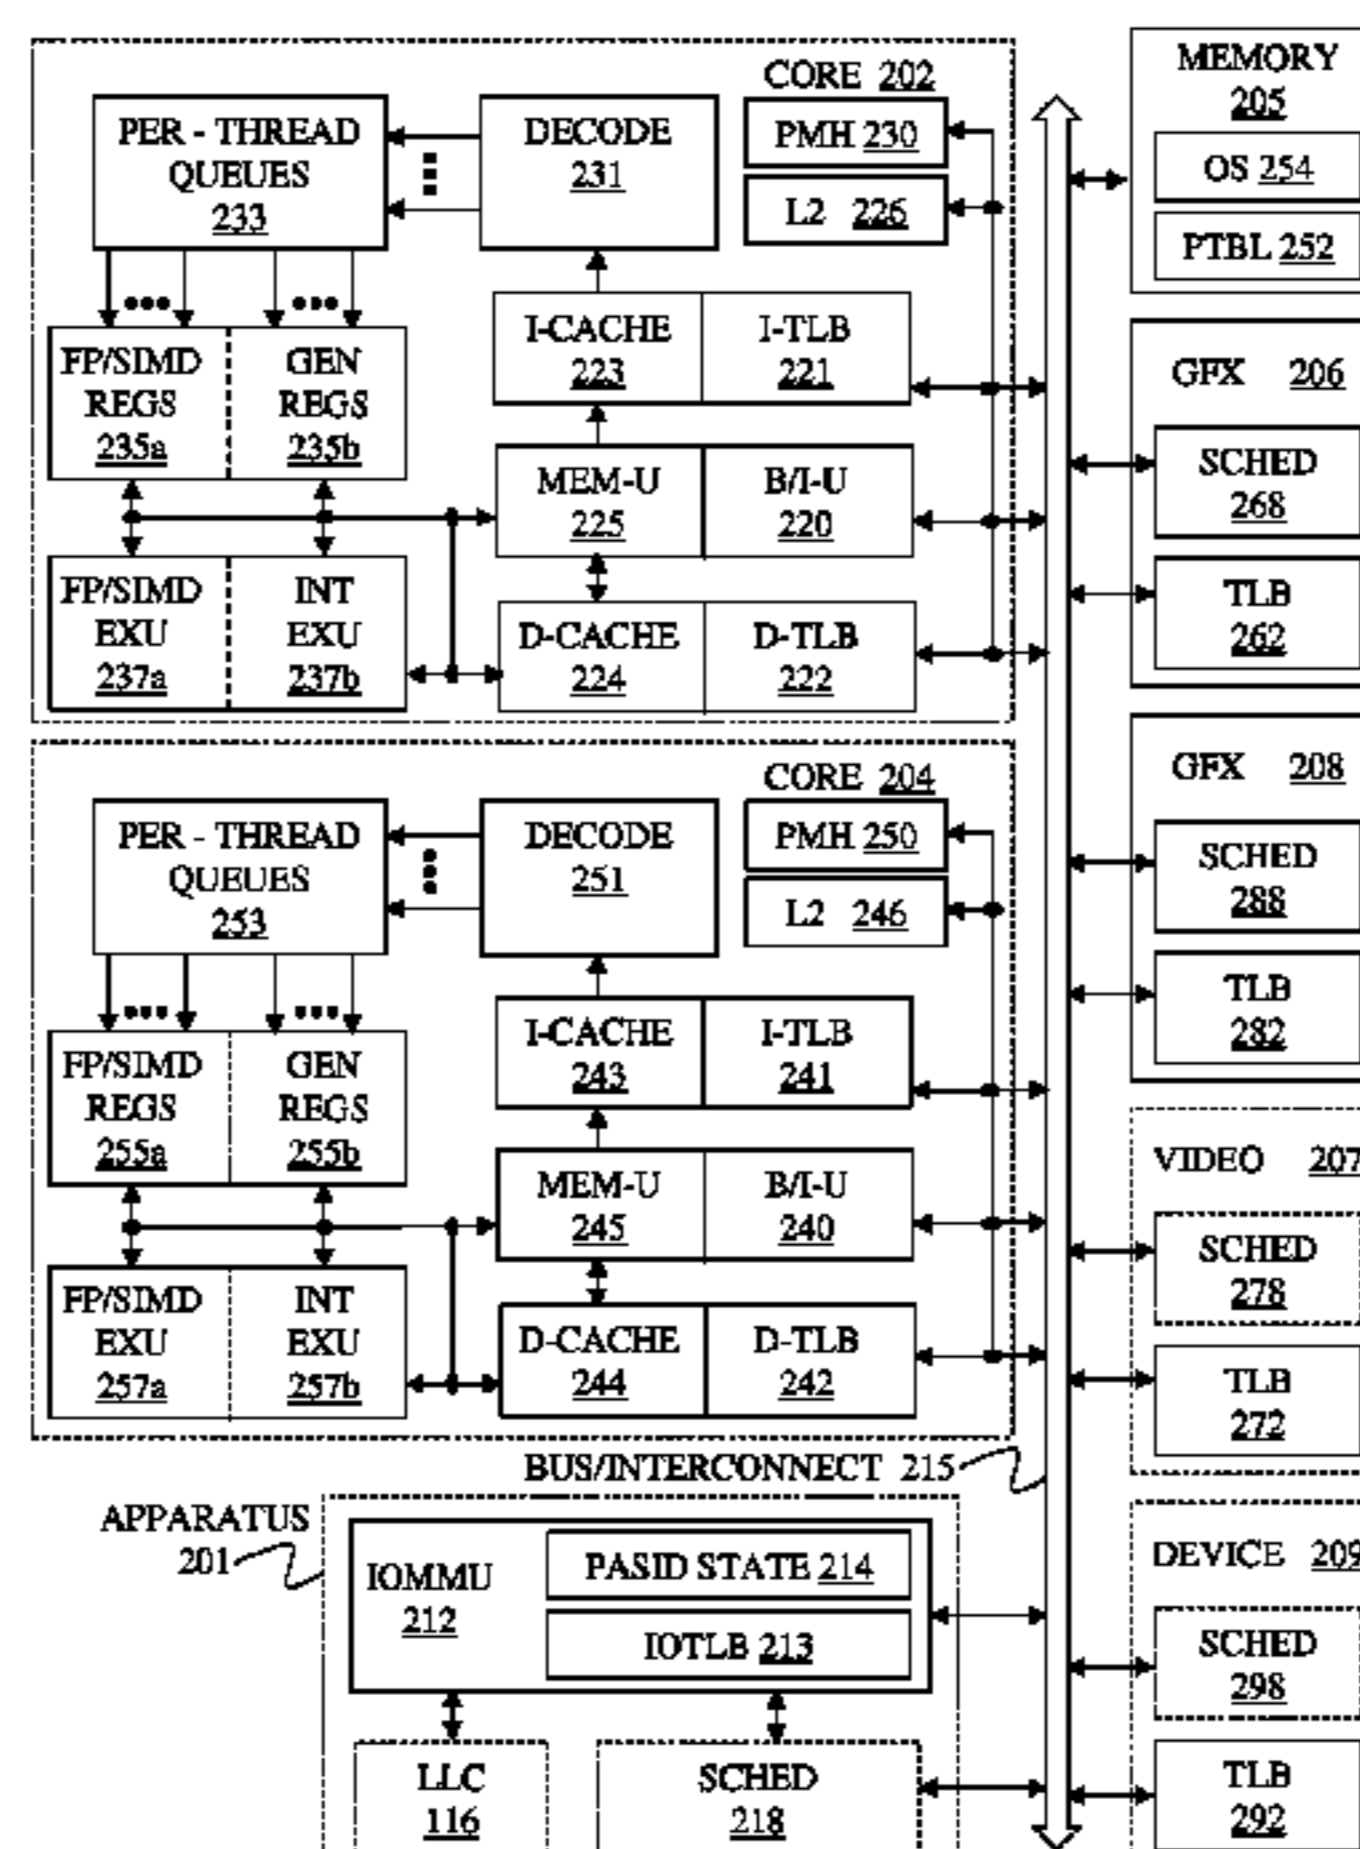 CORE 202
PER - THREAD
QUEUES
233
DECODE
231
PMH 230
L2 226
I-CACHE
223
I-TLB
221
FP/SIMD
REGS
235a
GEN
REGS
235b
MEM-U
225
B/I-U
220
FP/SIMD
EXU
237a
INT
EXU
237b
D-CACHE
224
D-TLB
222
CORE 204
PER - THREAD
QUEUES
253
DECODE
251
PMH 250
L2 246
I-CACHE
243
I-TLB
241
FP/SIMD
REGS
255a
GEN
REGS
255b
MEM-U
245
B/I-U
240
FP/SIMD
EXU
257a
INT
EXU
257b
D-CACHE
244
D-TLB
242
BUS/INTERCONNECT 215
APPARATUS
201
IOMMU
212
PASID STATE 214
IOTLB 213
LLC
116
SCHED
218
MEMORY
205
OS 254
PTBL 252
GFX 206
SCHED
268
TLB
262
GFX 208
SCHED
288
TLB
282
VIDEO 207
SCHED
278
TLB
272
DEVICE 209
SCHED
298
TLB
292